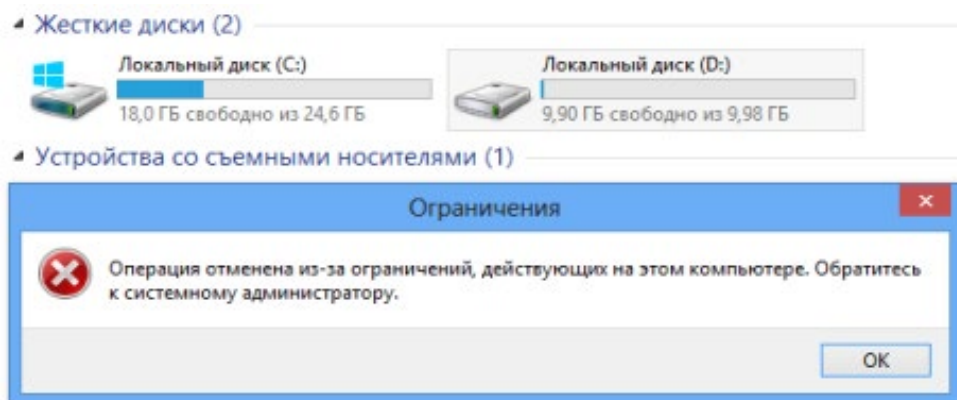 Жесткие диски (2)
Локальный диск (C:)
18,0 ГБ свободно из 24,6 ГБ
Локальный диск (D:)
9,90 ГБ свободно из 9,98 ГБ
Устройства со съемными носителями (1)
Ограничения
Операция отменена из-за ограничений, действующих на этом компьютере. Обратитесь
к системному администратору.
ОК